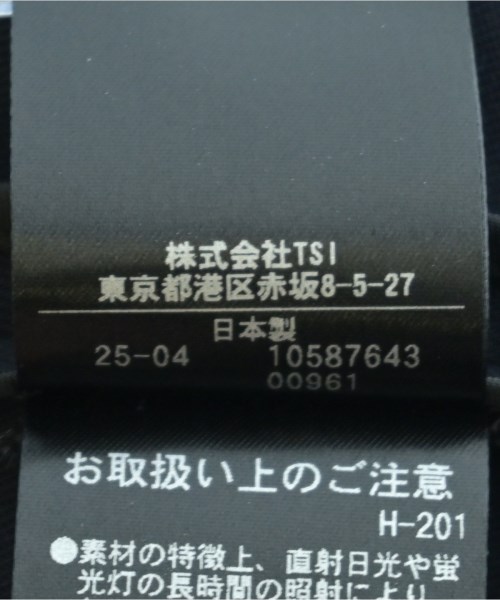 株式会社TSI
東京都港区赤坂8-5-27
日本製
25-04 10587643
00961
お取扱い上のご注意
H-201
●素材の特徴上、直射日光や蛍
光灯の長時間の照射により